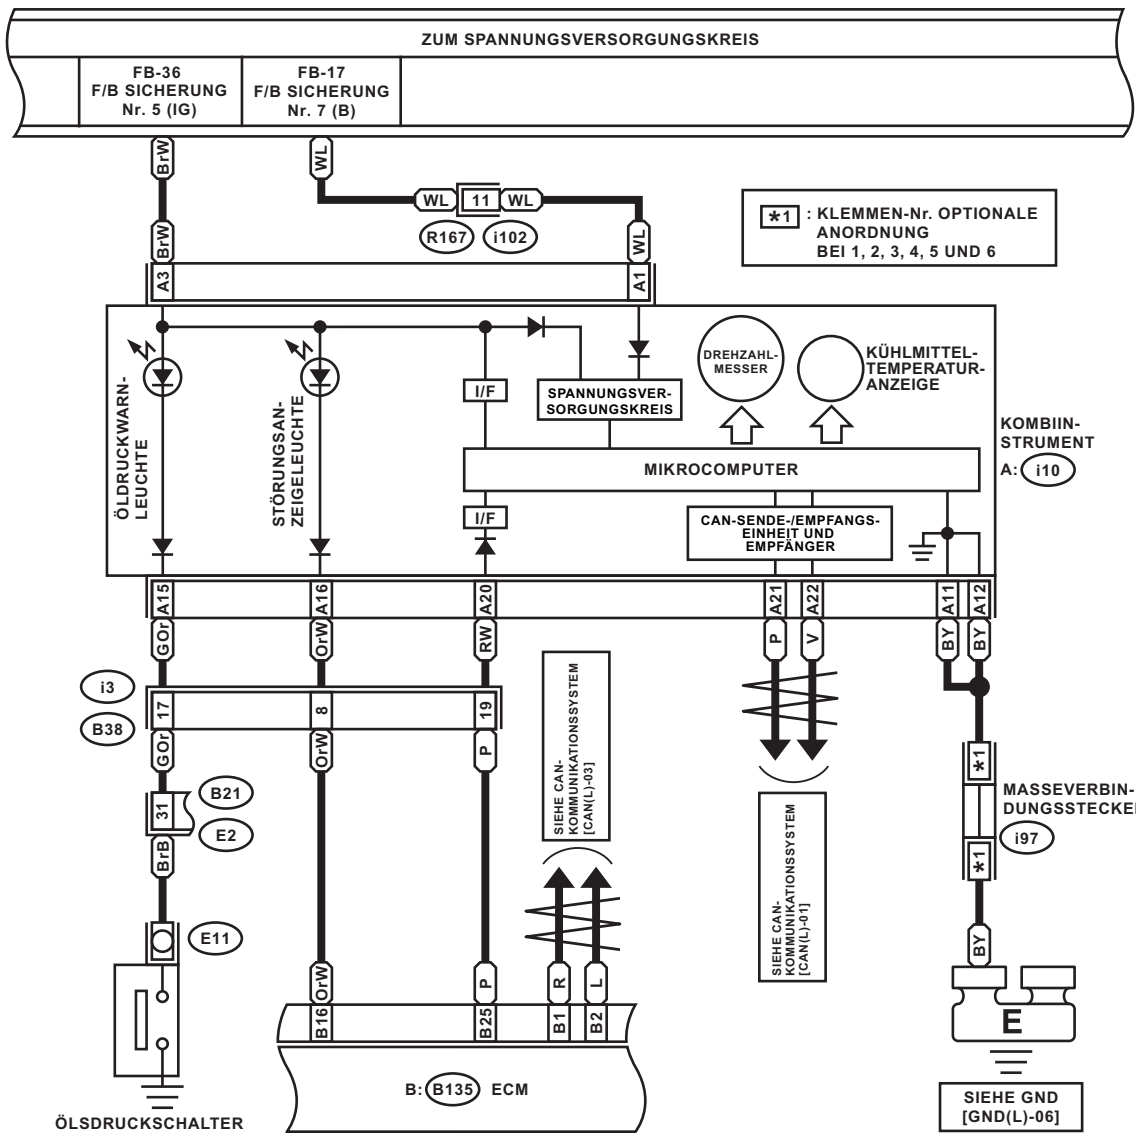 ZUM SPANNUNGSVERSORGUNGSKREIS
FB-36
F/B SICHERUNG
Nr. 5 (IG)
FB-17
F/B SICHERUNG
Nr. 7 (B)
BrW
WL
WL
11
WL
R167
i102
BrW
WL
*1 : KLEMMEN-Nr. OPTIONALE
ANORDNUNG
BEI 1, 2, 3, 4, 5 UND 6
A3
A1
ÖLDRUCKWARN-
LEUCHTE
STÖRUNGSAN-
ZEIGELEUCHTE
I/F
SPANNUNGSVER-
SORGUNGSKREIS
DREHZAHL-
MESSER
KÜHLMITTEL-
TEMPERATUR-
ANZEIGE
MIKROCOMPUTER
I/F
CAN-SENDE-/EMPFANGS-
EINHEIT UND
EMPFÄNGER
KOMBIIN-
STRUMENT
A: i10
A15
A16
A20
A21
A22
A11
A12
GOr
OrW
RW
P
V
BY
BY
i3
B38
17
8
19
GOr
OrW
P
31
B21
E2
BrB
E11
SIEHE CAN-
KOMMUNIKATIONSSYSTEM
[CAN(L)-03]
SIEHE CAN-
KOMMUNIKATIONSSYSTEM
[CAN(L)-01]
*1
MASSEVERBIN-
DUNGSSTECKER
i97
*1
BY
OrW
P
R
L
B16
B25
B1
B2
B: B135 ECM
ÖLSDRUCKSCHALTER
E
SIEHE GND
[GND(L)-06]